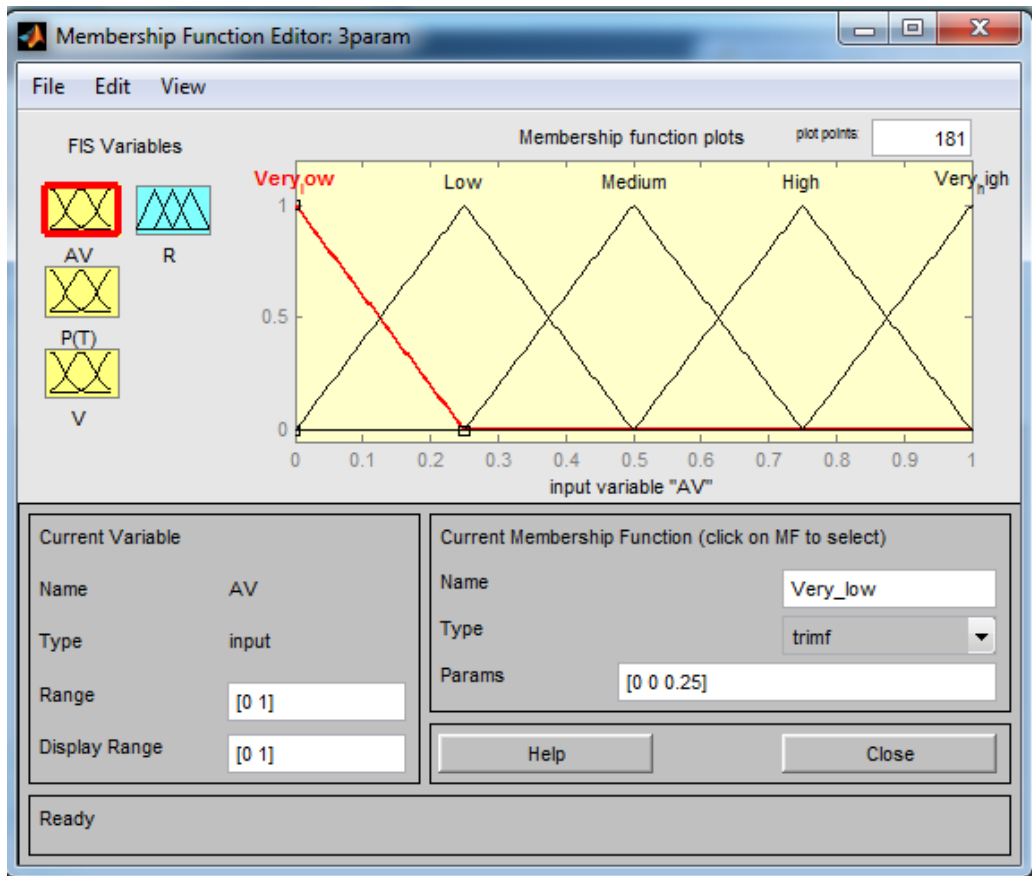 Membership Function Editor: 3param
File Edit View
FIS Variables
AV
R
P(T)
V
Membership function plots
plot points:
181
Very_low
Low
Medium
High
Very_high
1
0.5
0
0 0.1 0.2 0.3 0.4 0.5 0.6 0.7 0.8 0.9 1
input variable "AV"
Current Variable
Name AV
Type input
Range [0 1]
Display Range [0 1]
Current Membership Function (click on MF to select)
Name Very_low
Type trimf
Params [0 0 0.25]
Help Close
Ready